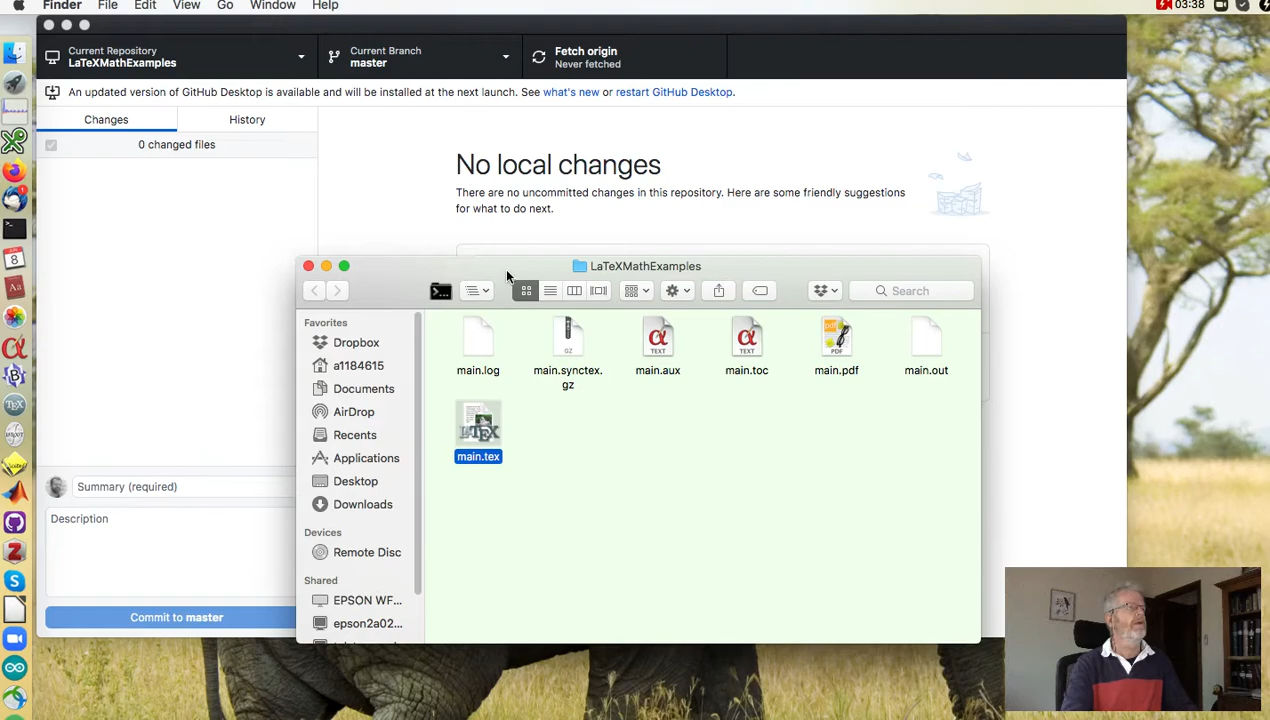 Finder File Edit View Go Window Help
03:38
Current Repository
LaTeXMathExamples
Current Branch
master
Fetch origin
Never fetched
An updated version of GitHub Desktop is available and will be installed at the next launch. See what's new or restart GitHub Desktop.
Changes
History
0 changed files
No local changes
There are no uncommitted changes in this repository. Here are some friendly suggestions
for what to do next.
LaTeXMathExamples
Search
Favorites
Dropbox
a1184615
Documents
AirDrop
Recents
Applications
Desktop
Downloads
Devices
Remote Disc
Shared
EPSON WF...
epson2a02...
main.log
main.synctex.
gz
main.aux
main.toc
main.pdf
main.out
main.tex
GZ
TEXT
TEXT
PDF
Summary (required)
Description
Commit to master